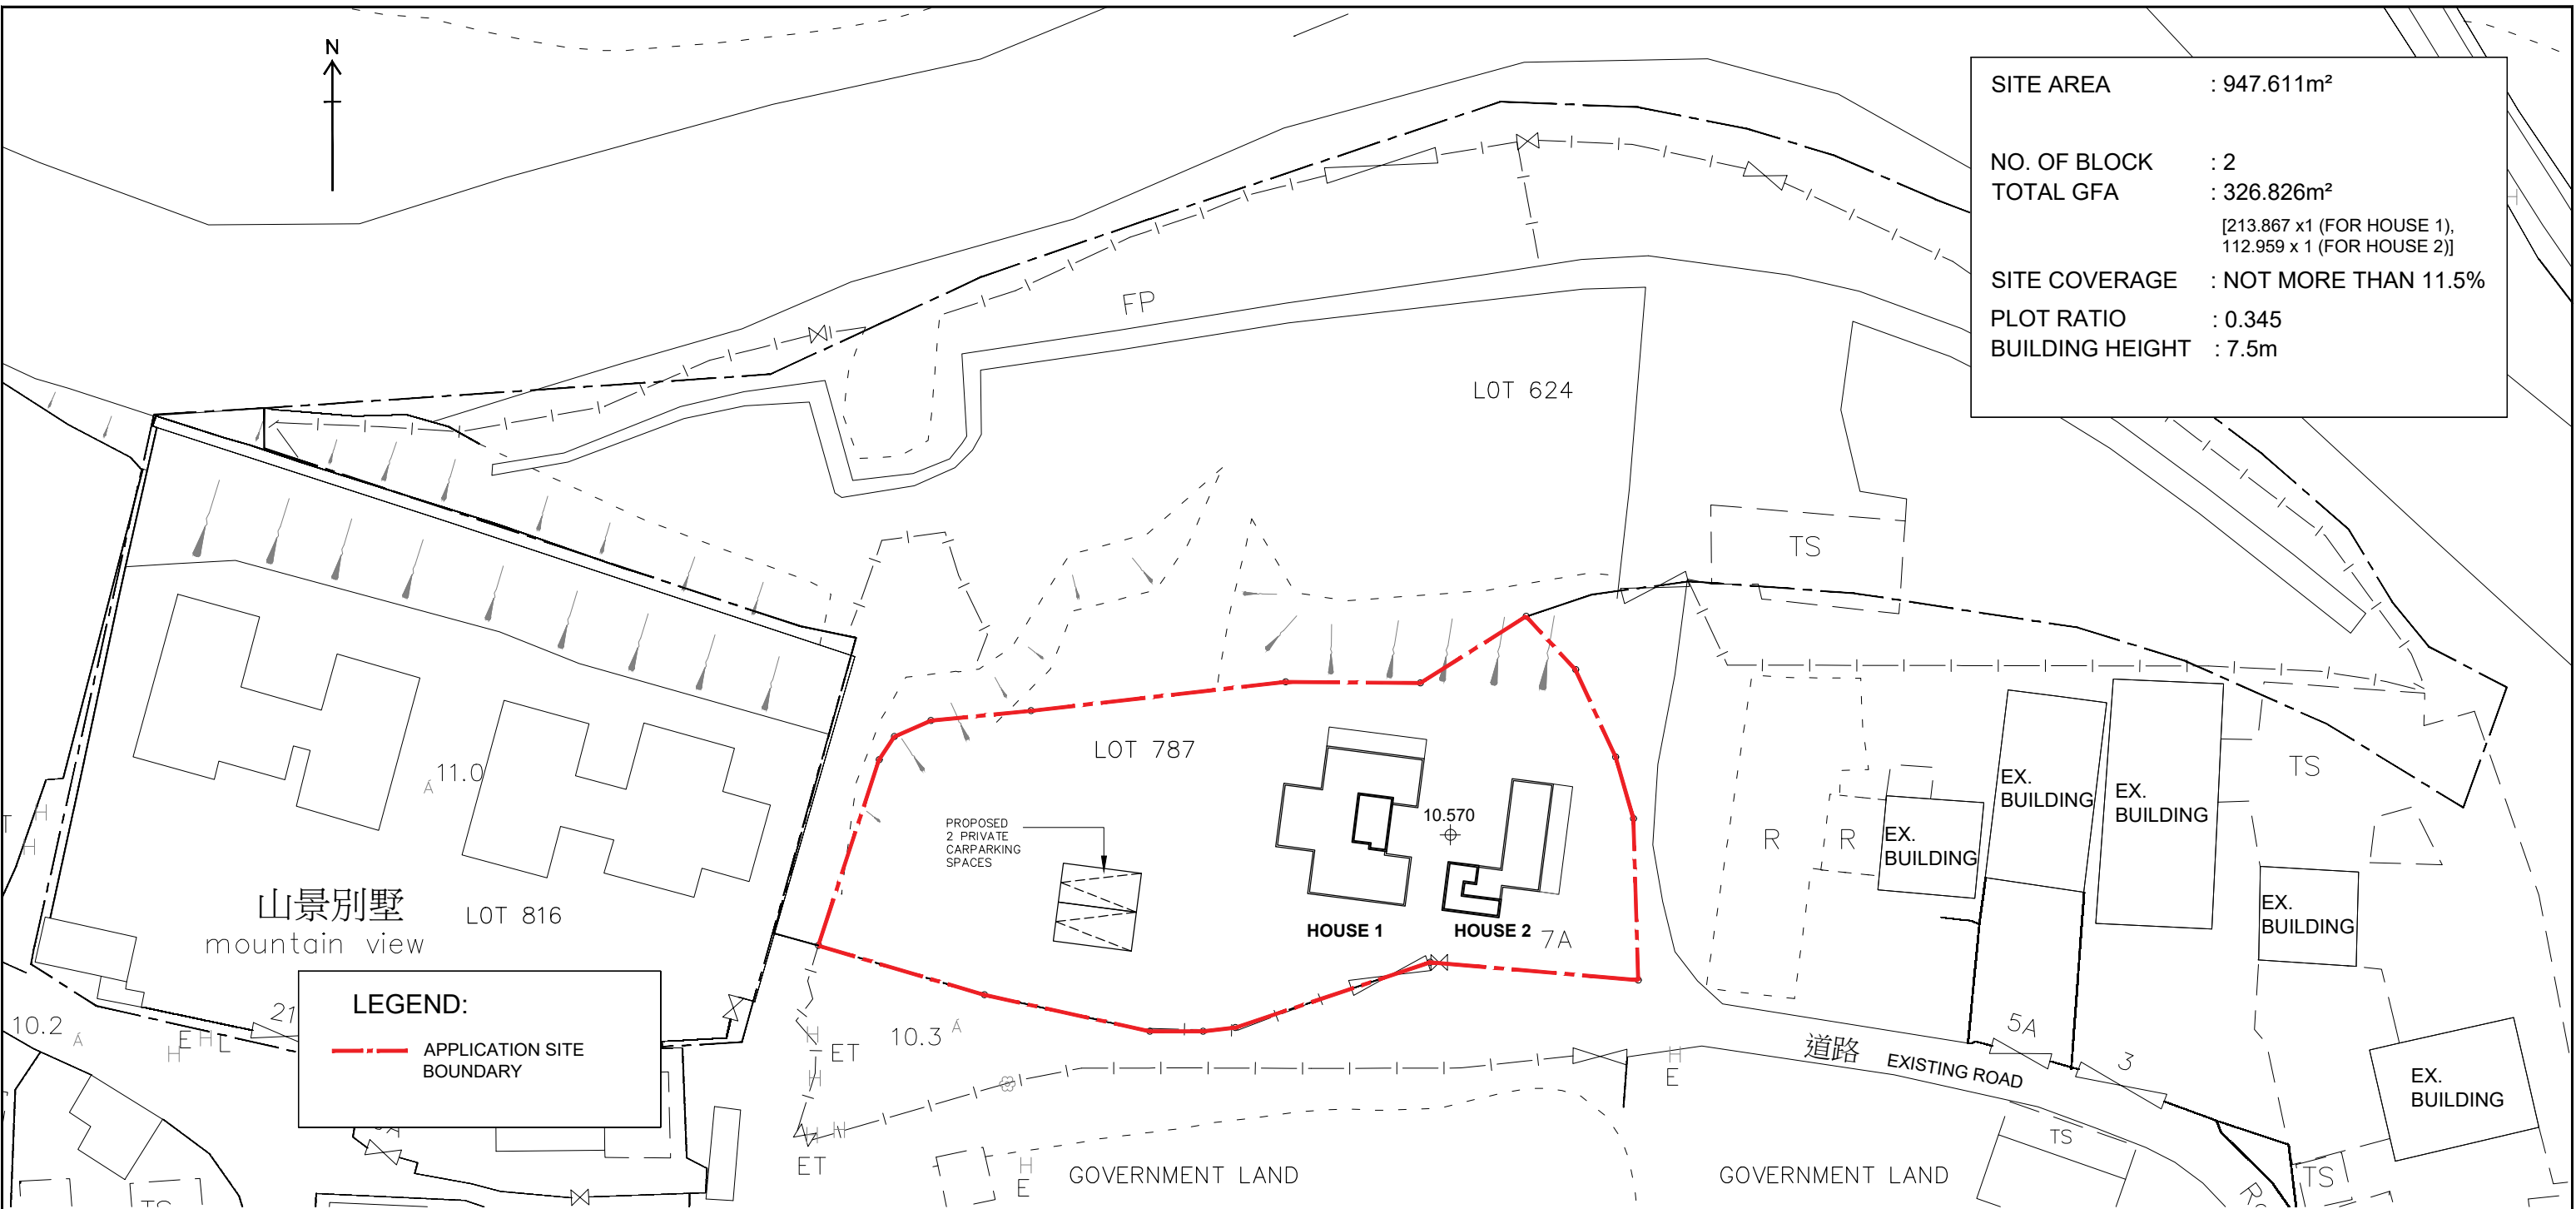 N
SITE AREA : 947.611m²
NO. OF BLOCK : 2
TOTAL GFA : 326.826m²
[213.867 x1 (FOR HOUSE 1),
112.959 x 1 (FOR HOUSE 2)]
SITE COVERAGE : NOT MORE THAN 11.5%
PLOT RATIO : 0.345
BUILDING HEIGHT : 7.5m
H
FP
LOT 624
TS
LOT 787
11.0
PROPOSED
2 PRIVATE
CARPARKING
SPACES
10.570
R
R
EX.
BUILDING
EX.
BUILDING
EX.
BUILDING
TS
EX.
BUILDING
H
H
山景別墅
mountain view
LOT 816
HOUSE 1
HOUSE 2
7A
LEGEND:
APPLICATION SITE
BOUNDARY
21
10.2
E
H
L
H
10.3
H
ET
H
H
H
ET
H
E
H
E
GOVERNMENT LAND
GOVERNMENT LAND
道路
EXISTING ROAD
5A
3
EX.
BUILDING
TS
TS
TS